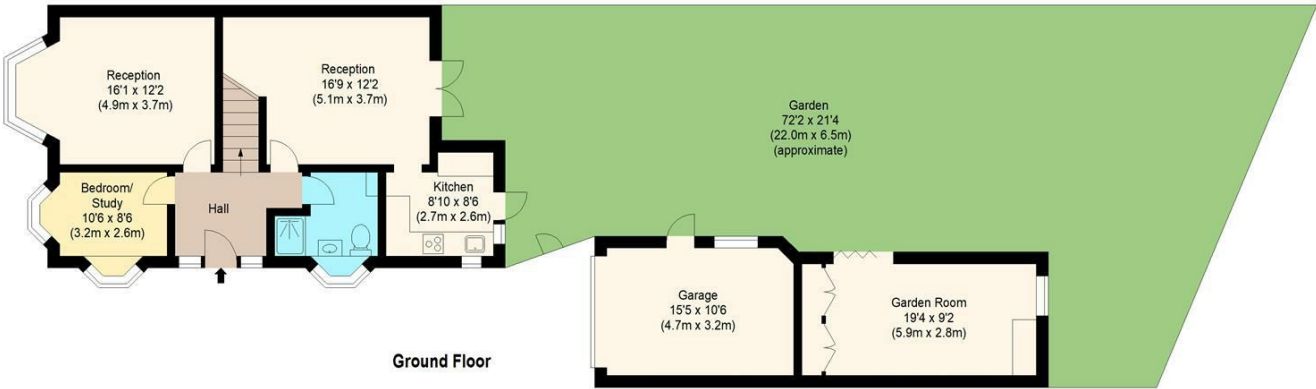 Reception
16'1 x 12'2
(4.9m x 3.7m)
Reception
16'9 x 12'2
(5.1m x 3.7m)
Garden
72'2 x 21'4
(22.0m x 6.5m)
(approximate)
Bedroom/
Study
10'6 x 8'6
(3.2m x 2.6m)
Hall
Kitchen
8'10 x 8'6
(2.7m x 2.6m)
Garage
15'5 x 10'6
(4.7m x 3.2m)
Garden Room
19'4 x 9'2
(5.9m x 2.8m)
Ground Floor